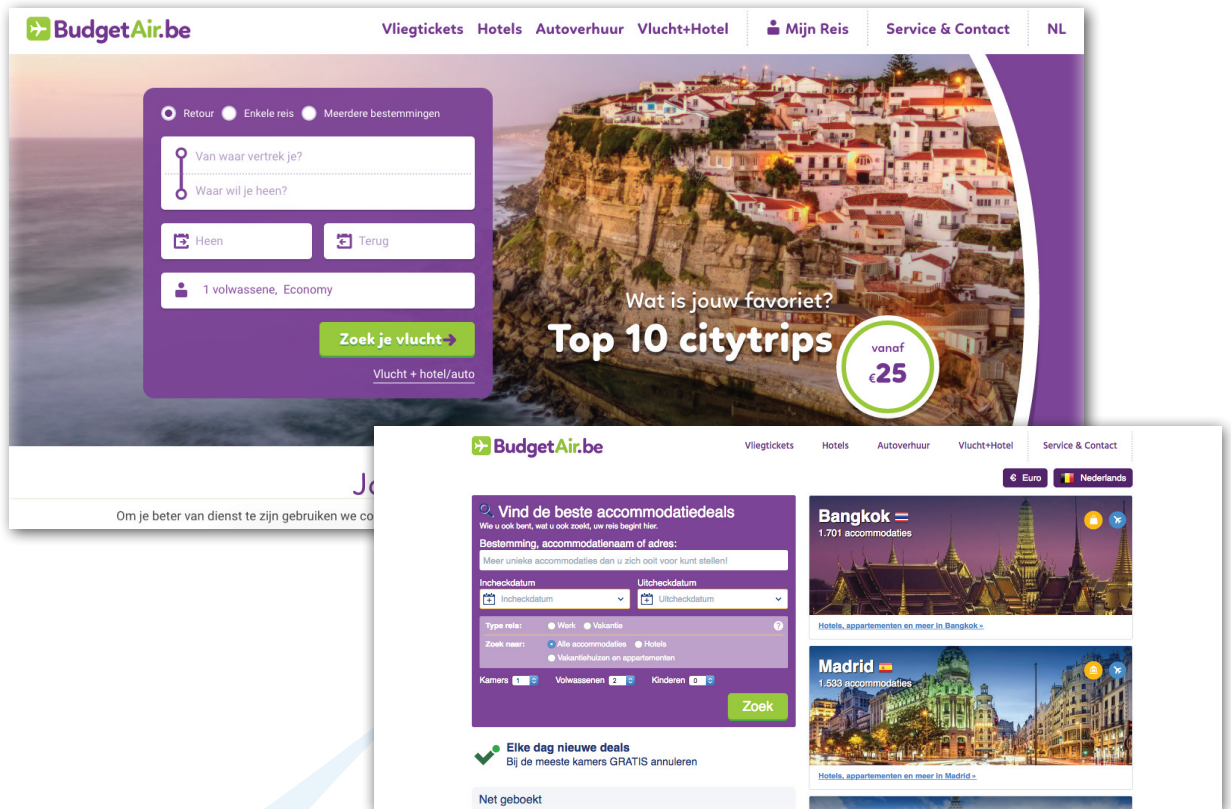 BudgetAir.be
Vliegtickets Hotels Autoverhuur Vlucht+Hotel Mijn Reis Service & Contact NL
Retour Enkele reis Meerdere bestemmingen
Van waar vertrek je?
Waar wil je heen?
Heen Terug
1 volwassene, Economy
Zoek je vlucht
Vlucht + hotel/auto
Wat is jouw favoriet?
Top 10 citytrips
vanaf
€25
Om je beter van dienst te zijn gebruiken we
BudgetAir.be
Vliegtickets Hotels Autoverhuur Vlucht+Hotel Service & Contact
€ Euro Nederlands
Vind de beste accommodatiedeals
Wie u ook bent, wat u ook zoekt, uw reis begint hier.
Bestemming, accommodatienaam of adres:
Meer unieke accommodaties dan u zich ooit voor kunt stellen!
Incheckdatum Uitcheckdatum
Incheckdatum Uitcheckdatum
Type reis: Werk Vakantie ?
Zoek naar: Alle accommodaties Hotels
Vakantiehuizen en appartementen
Kamers 1 Volwassenen 2 Kinderen 0
Zoek
Elke dag nieuwe deals
Bij de meeste kamers GRATIS annuleren
Net geboekt
Bangkok
1.701 accommodaties
Hotels, appartementen en meer in Bangkok »
Madrid
1.533 accommodaties
Hotels, appartementen en meer in Madrid »